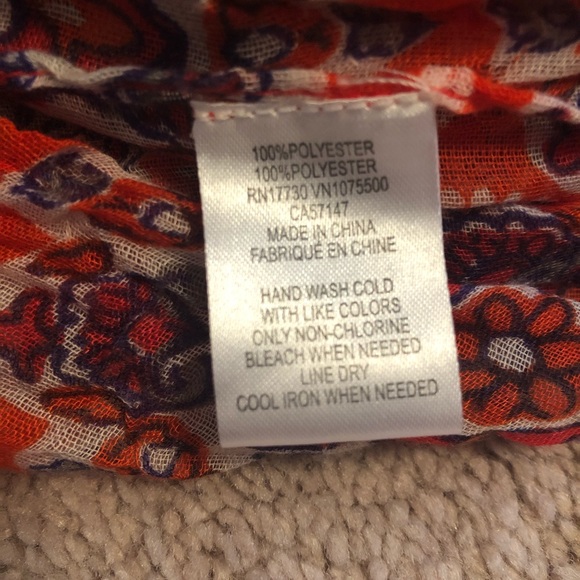 100%POLYESTER
100%POLYESTER
RN17730 VN1075500
CA57147
MADE IN CHINA
FABRIQUÉ EN CHINE
HAND WASH COLD
WITH LIKE COLORS
ONLY NON-CHLORINE
BLEACH WHEN NEEDED
LINE DRY
COOL IRON WHEN NEEDED